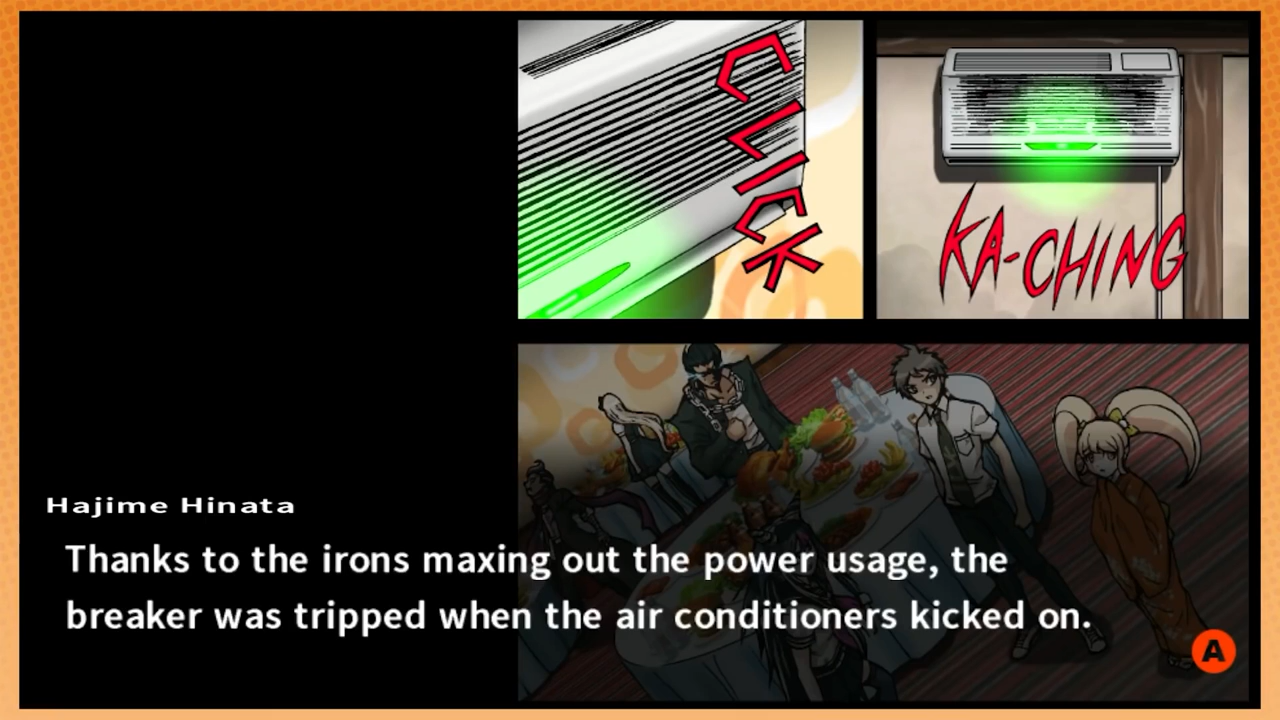 CLICK
KA-CHING
Hajime Hinata
Thanks to the irons maxing out the power usage, the
breaker was tripped when the air conditioners kicked on.
A